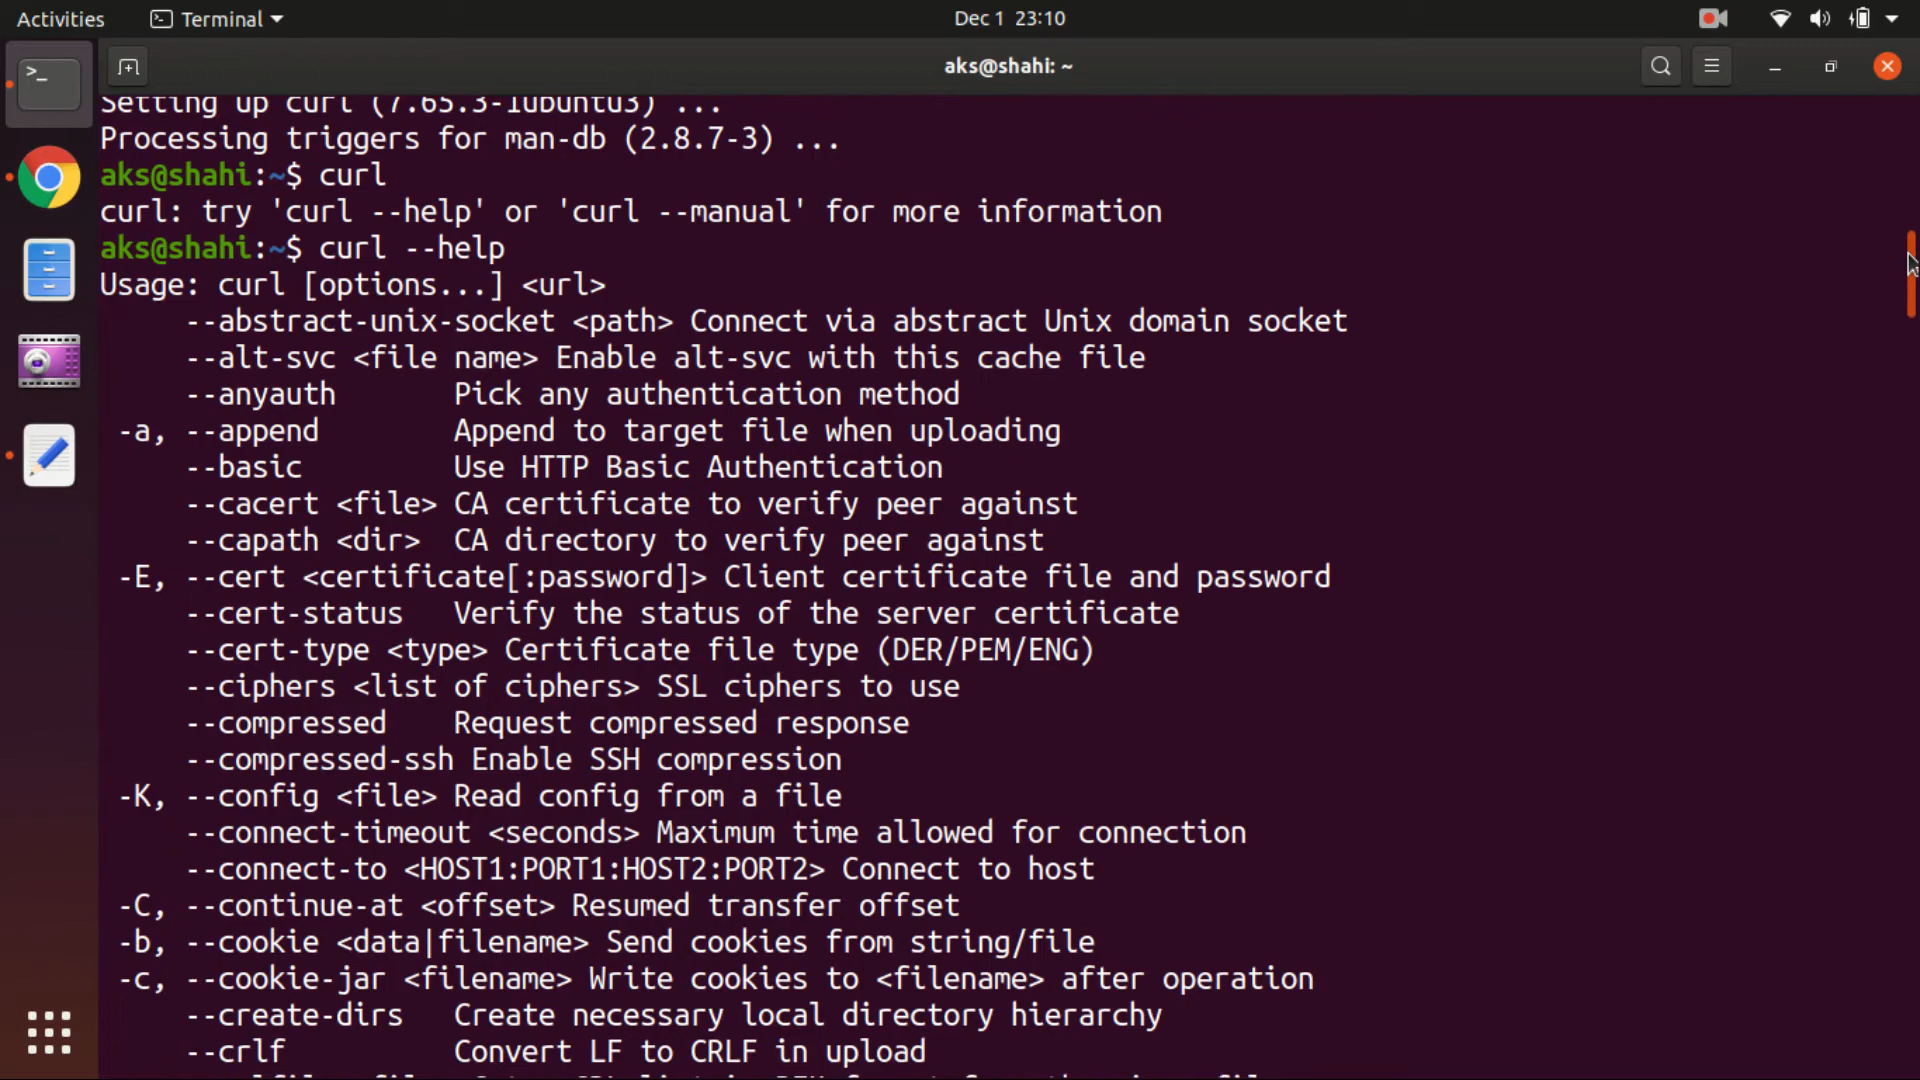 Activities
Terminal
Dec 1 23:10
aks@shahi: ~
Setting up curl (7.65.3-1ubuntu3) ...
Processing triggers for man-db (2.8.7-3) ...
aks@shahi:~$ curl
curl: try 'curl --help' or 'curl --manual' for more information
aks@shahi:~$ curl --help
Usage: curl [options...] <url>
     --abstract-unix-socket <path> Connect via abstract Unix domain socket
     --alt-svc <file name> Enable alt-svc with this cache file
     --anyauth       Pick any authentication method
 -a, --append        Append to target file when uploading
     --basic         Use HTTP Basic Authentication
     --cacert <file> CA certificate to verify peer against
     --capath <dir>  CA directory to verify peer against
 -E, --cert <certificate[:password]> Client certificate file and password
     --cert-status   Verify the status of the server certificate
     --cert-type <type> Certificate file type (DER/PEM/ENG)
     --ciphers <list of ciphers> SSL ciphers to use
     --compressed    Request compressed response
     --compressed-ssh Enable SSH compression
 -K, --config <file> Read config from a file
     --connect-timeout <seconds> Maximum time allowed for connection
     --connect-to <HOST1:PORT1:HOST2:PORT2> Connect to host
 -C, --continue-at <offset> Resumed transfer offset
 -b, --cookie <data|filename> Send cookies from string/file
 -c, --cookie-jar <filename> Write cookies to <filename> after operation
     --create-dirs   Create necessary local directory hierarchy
     --crlf          Convert LF to CRLF in upload